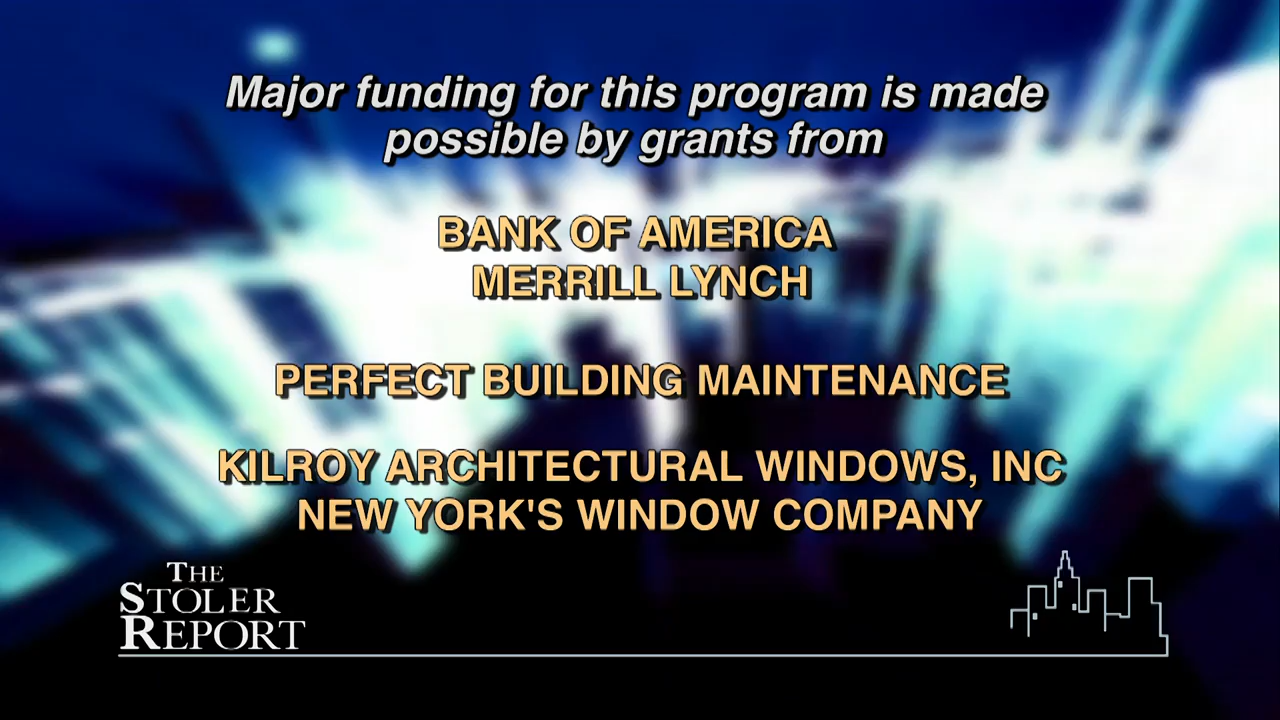 Major funding for this program is made
possible by grants from
BANK OF AMERICA
MERRILL LYNCH
PERFECT BUILDING MAINTENANCE
KILROY ARCHITECTURAL WINDOWS, INC
NEW YORK'S WINDOW COMPANY
THE
STOLER
REPORT